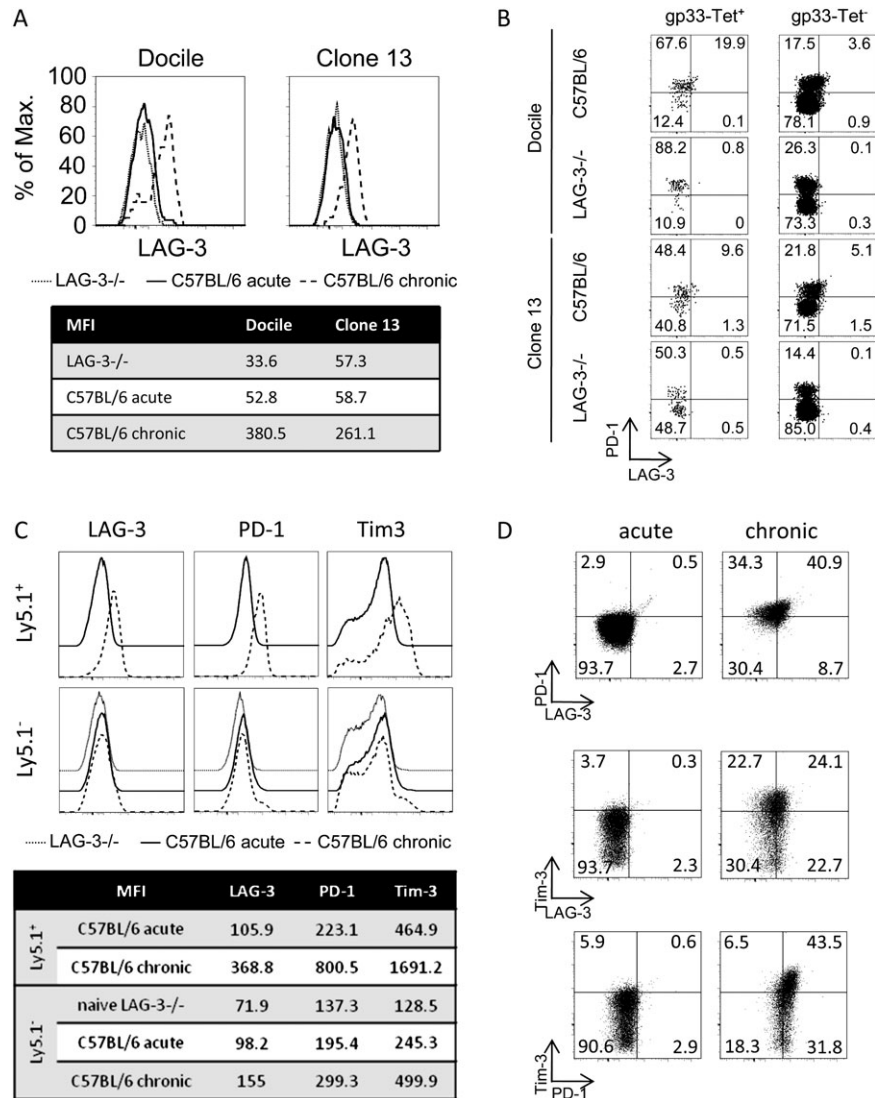 A
Docile
Clone 13
% of Max.
100
80
60
40
20
0
LAG-3
LAG-3
LAG-3-/-
C57BL/6 acute
C57BL/6 chronic
MFI Docile Clone 13
LAG-3-/- 33.6 57.3
C57BL/6 acute 52.8 58.7
C57BL/6 chronic 380.5 261.1
B
gp33-Tet+
gp33-Tet-
Docile
C57BL/6
67.6 19.9
12.4 0.1
17.5 3.6
78.1 0.9
LAG-3-/-
88.2 0.8
10.9 0
26.3 0.1
73.3 0.3
Clone 13
C57BL/6
48.4 9.6
40.8 1.3
21.8 5.1
71.5 1.5
LAG-3-/-
50.3 0.5
48.7 0.5
14.4 0.1
85.0 0.4
PD-1
LAG-3
C
LAG-3
PD-1
Tim3
Ly5.1+
Ly5.1-
LAG-3-/-
C57BL/6 acute
C57BL/6 chronic
MFI LAG-3 PD-1 Tim-3
Ly5.1+
C57BL/6 acute 105.9 223.1 464.9
C57BL/6 chronic 368.8 800.5 1691.2
Ly5.1-
naive LAG-3-/- 71.9 137.3 128.5
C57BL/6 acute 98.2 195.4 245.3
C57BL/6 chronic 155 299.3 499.9
D
acute
chronic
2.9 0.5
93.7 2.7
34.3 40.9
30.4 8.7
PD-1
LAG-3
3.7 0.3
93.7 2.3
22.7 24.1
30.4 22.7
Tim-3
LAG-3
5.9 0.6
90.6 2.9
6.5 43.5
18.3 31.8
Tim-3
PD-1